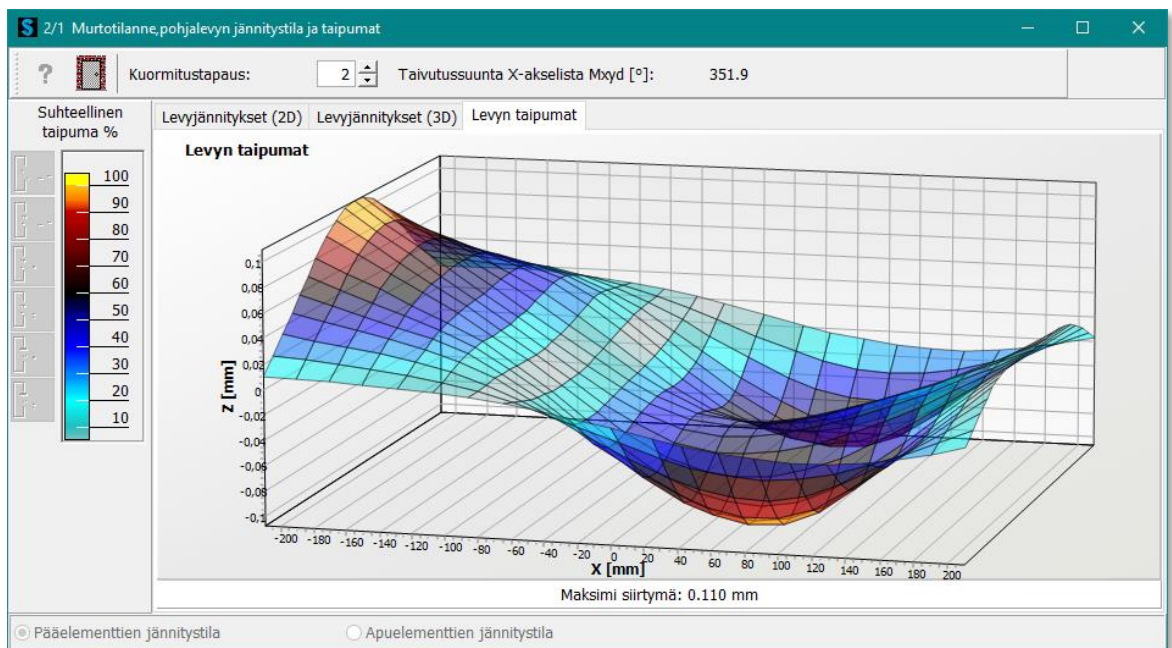 2/1 Murtotilanne,pohjalevyn jännitystila ja taipumat
Kuormitustapaus: 2 Taivutussuunta X-akselista Mxyd [°]: 351.9
Suhteellinen
taipuma %
Levyjännitykset (2D) Levyjännitykset (3D) Levyn taipumat
Levyn taipumat
100
90
80
70
60
50
40
30
20
10
z [mm]
0,1
0,08
0,06
0,04
0,02
0
-0,02
-0,04
-0,06
-0,08
-0,1
-200 -180 -160 -140 -120 -100 -80 -60 -40 -20 0 20 40 60 80 100 120 140 160 180 200
X [mm]
Maksimi siirtymä: 0.110 mm
Pääelementtien jännitystila Apuelementtien jännitystila